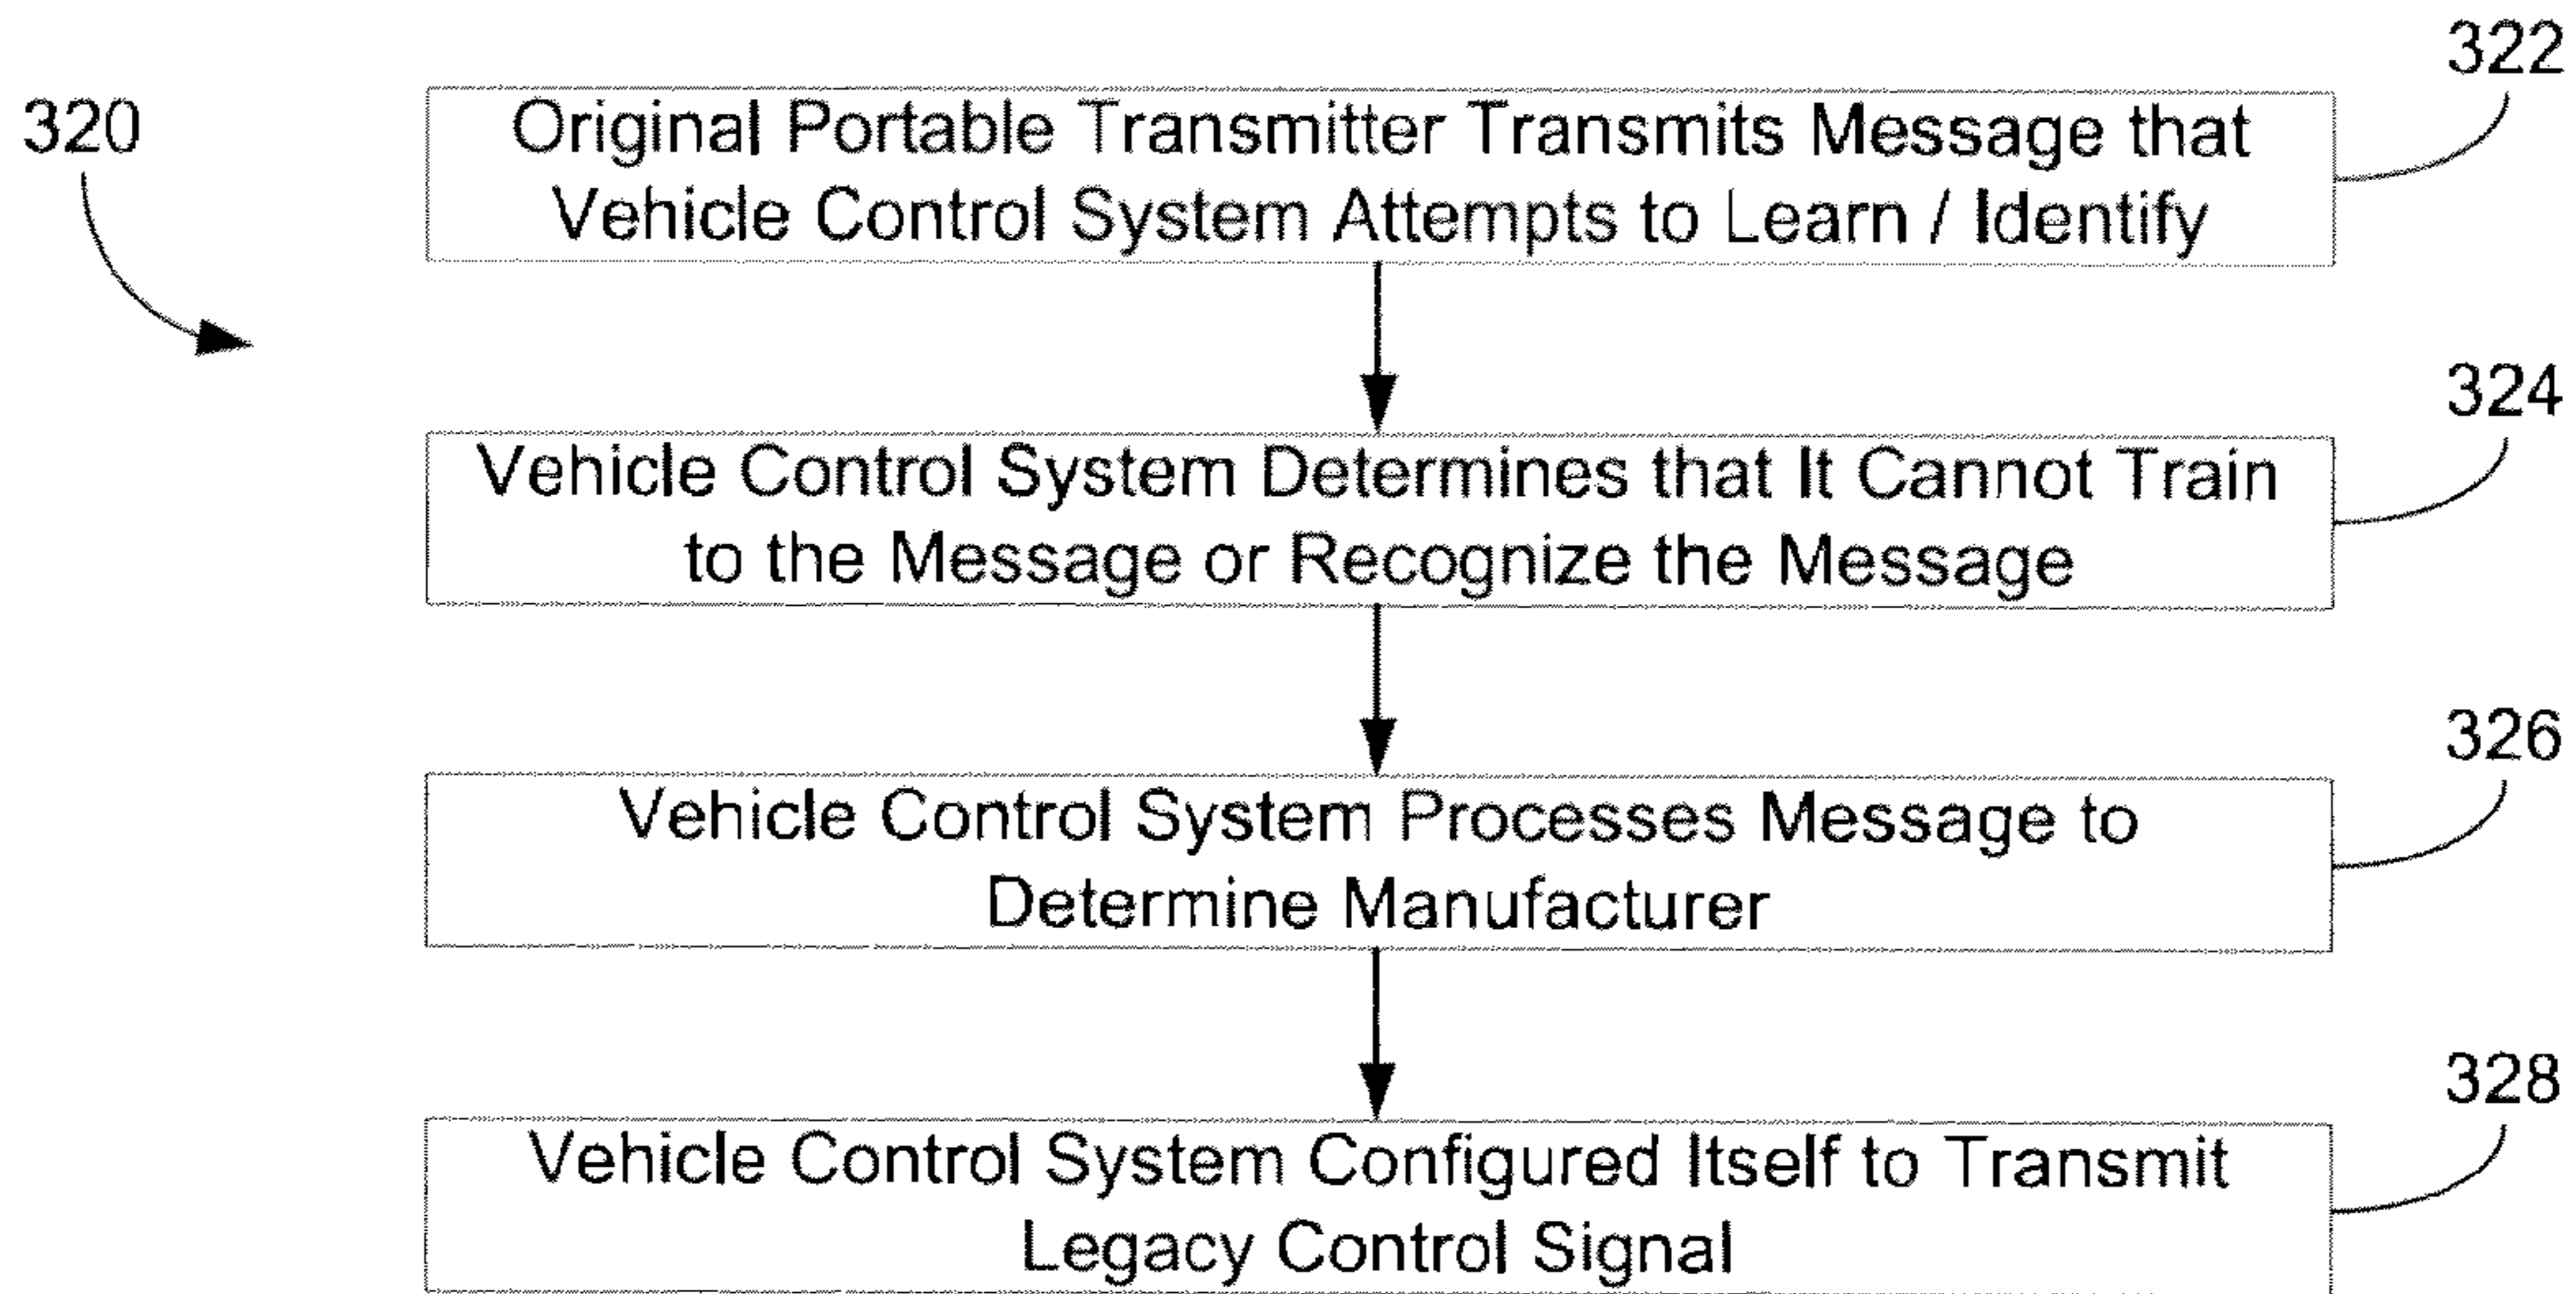 320
322
Original Portable Transmitter Transmits Message that
Vehicle Control System Attempts to Learn / Identify
324
Vehicle Control System Determines that It Cannot Train
to the Message or Recognize the Message
326
Vehicle Control System Processes Message to
Determine Manufacturer
328
Vehicle Control System Configured Itself to Transmit
Legacy Control Signal